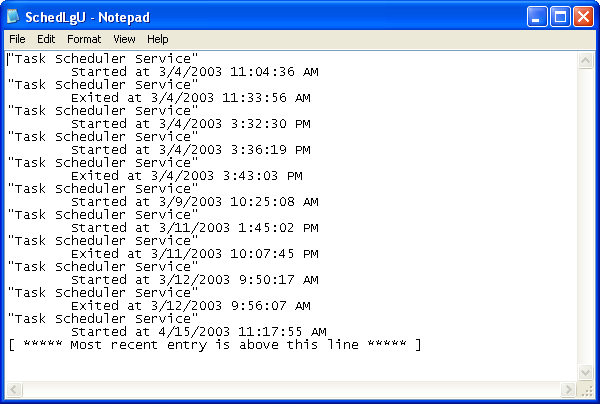 SchedLgU - Notepad
File Edit Format View Help
"Task Scheduler Service"
Started at 3/4/2003 11:04:36 AM
"Task Scheduler Service"
Exited at 3/4/2003 11:33:56 AM
"Task Scheduler Service"
Started at 3/4/2003 3:32:30 PM
"Task Scheduler Service"
Started at 3/4/2003 3:36:19 PM
"Task Scheduler Service"
Exited at 3/4/2003 3:43:03 PM
"Task Scheduler Service"
Started at 3/9/2003 10:25:08 AM
"Task Scheduler Service"
Started at 3/11/2003 1:45:02 PM
"Task Scheduler Service"
Exited at 3/11/2003 10:07:45 PM
"Task Scheduler Service"
Started at 3/12/2003 9:50:17 AM
"Task Scheduler Service"
Exited at 3/12/2003 9:56:07 AM
"Task Scheduler Service"
Started at 4/15/2003 11:17:55 AM
[ ***** Most recent entry is above this line ***** ]